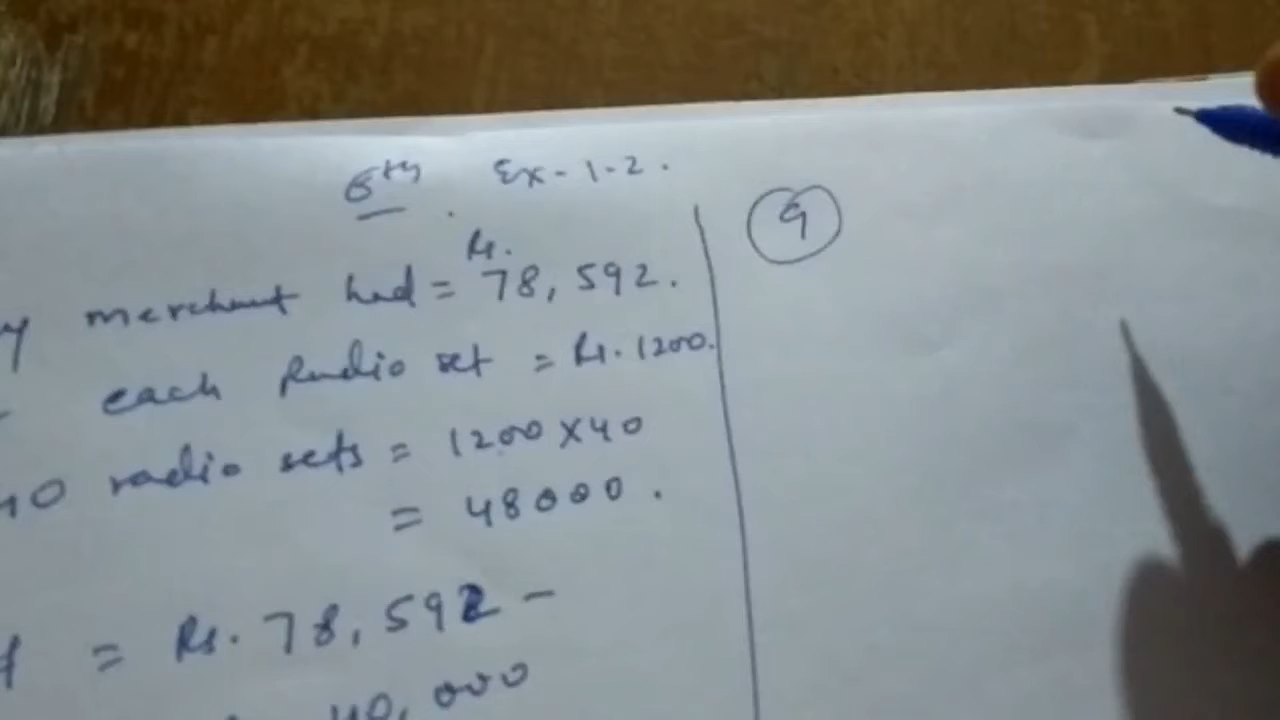 6th Ex-1-2.
Rs.
merchant had = 78,592.
each Radio set = Rs.1200.
radio sets = 1200 x 40
= 48000.
= Rs.78,592-
,000
9